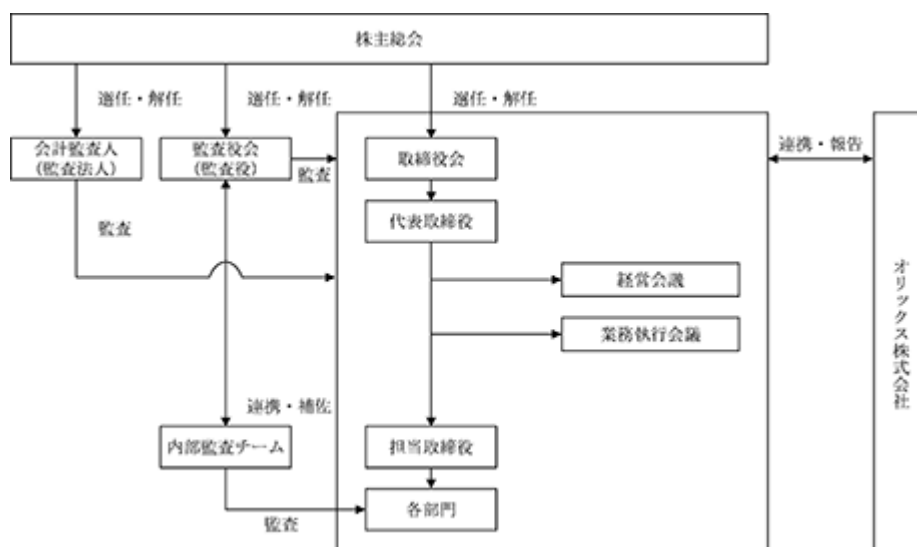 株主総会
選任・解任
選任・解任
選任・解任
会計監査人
(監査法人)
監査役会
(監査役)
監査
取締役会
連携・報告
代表取締役
監査
オリックス株式会社
経営会議
業務執行会議
連携・補佐
内部監査チーム
担当取締役
各部門
監査